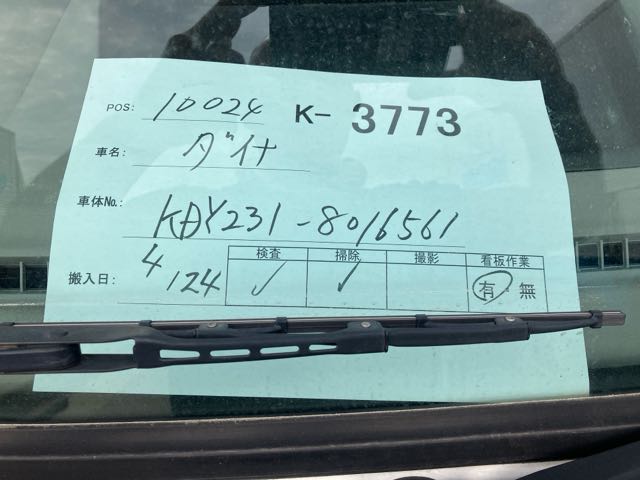 POS: 10024 K-3773
車名: ダイナ
車体No.: KDY231-8016561
検査 掃除 撮影 看板作業
搬入日: 4/24 ✓ ✓ 有・無